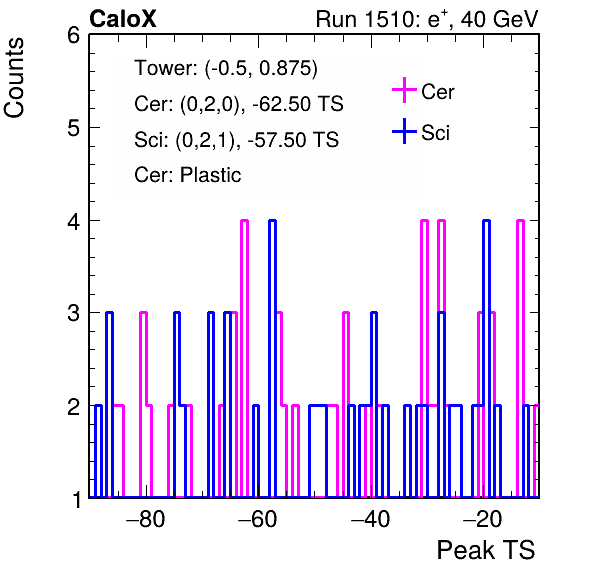 CaloX Run 1510: e⁺, 40 GeV
Counts
6
Tower: (-0.5, 0.875)
Cer: (0,2,0), -62.50 TS
Sci: (0,2,1), -57.50 TS
Cer: Plastic
Cer
Sci
5
4
3
2
1
−80 −60 −40 −20
Peak TS